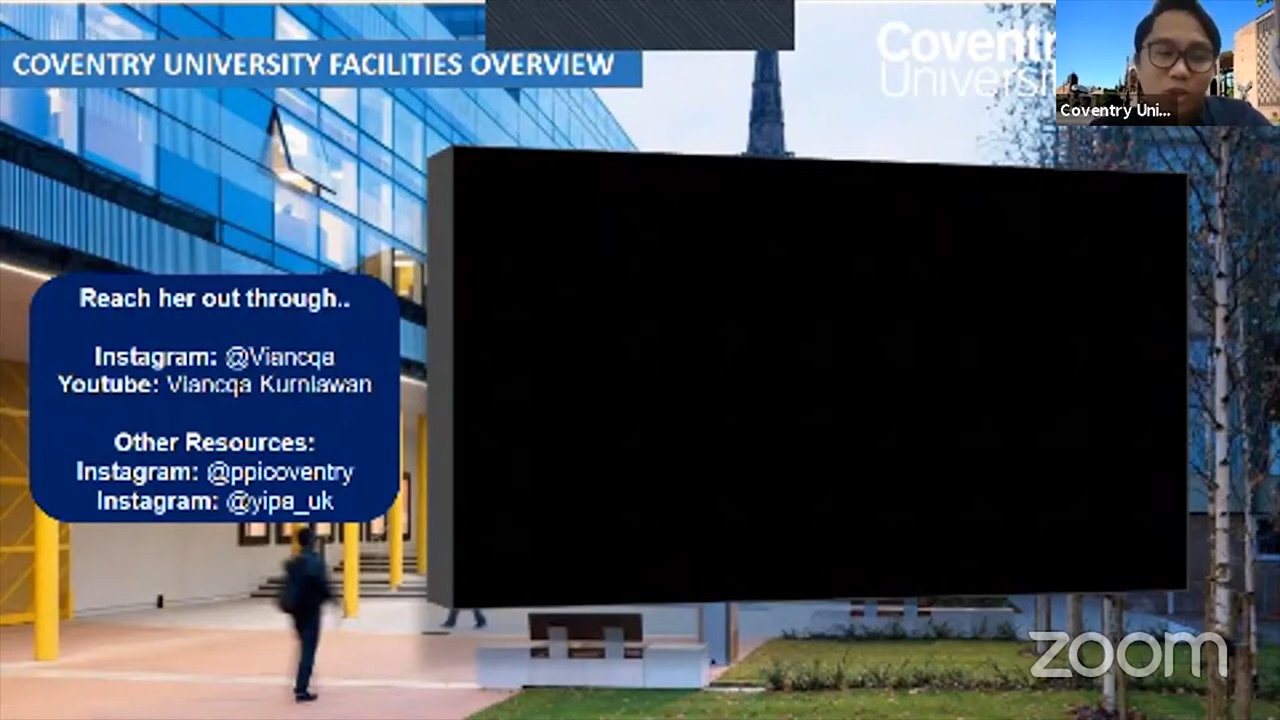 COVENTRY UNIVERSITY FACILITIES OVERVIEW
Coventry
University
Coventry Uni...
Reach her out through..
Instagram: @Viancqa
Youtube: Viancqa Kurniawan
Other Resources:
Instagram: @ppicoventry
Instagram: @yipa_uk
zoom